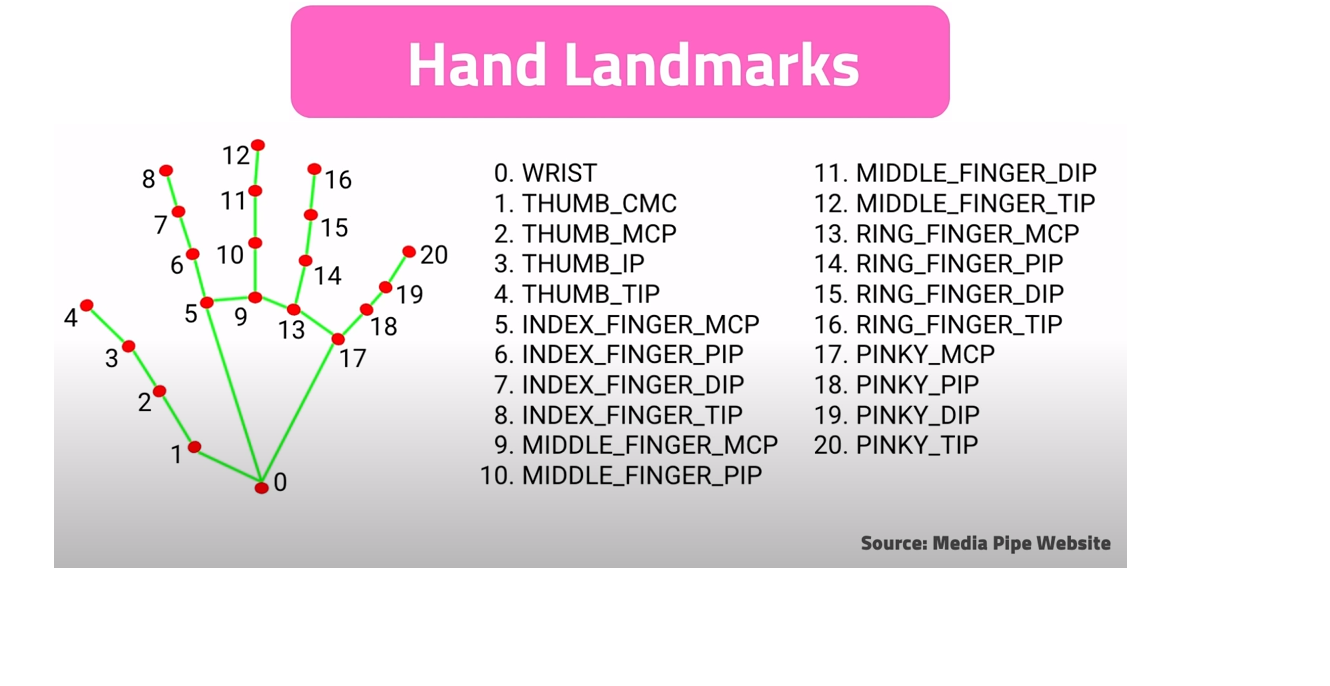 Hand Landmarks
12
8
16
11
7
15
10
20
6
14
19
5
9
4
13
18
3
17
2
1
0
0. WRIST
1. THUMB_CMC
2. THUMB_MCP
3. THUMB_IP
4. THUMB_TIP
5. INDEX_FINGER_MCP
6. INDEX_FINGER_PIP
7. INDEX_FINGER_DIP
8. INDEX_FINGER_TIP
9. MIDDLE_FINGER_MCP
10. MIDDLE_FINGER_PIP
11. MIDDLE_FINGER_DIP
12. MIDDLE_FINGER_TIP
13. RING_FINGER_MCP
14. RING_FINGER_PIP
15. RING_FINGER_DIP
16. RING_FINGER_TIP
17. PINKY_MCP
18. PINKY_PIP
19. PINKY_DIP
20. PINKY_TIP
Source: Media Pipe Website